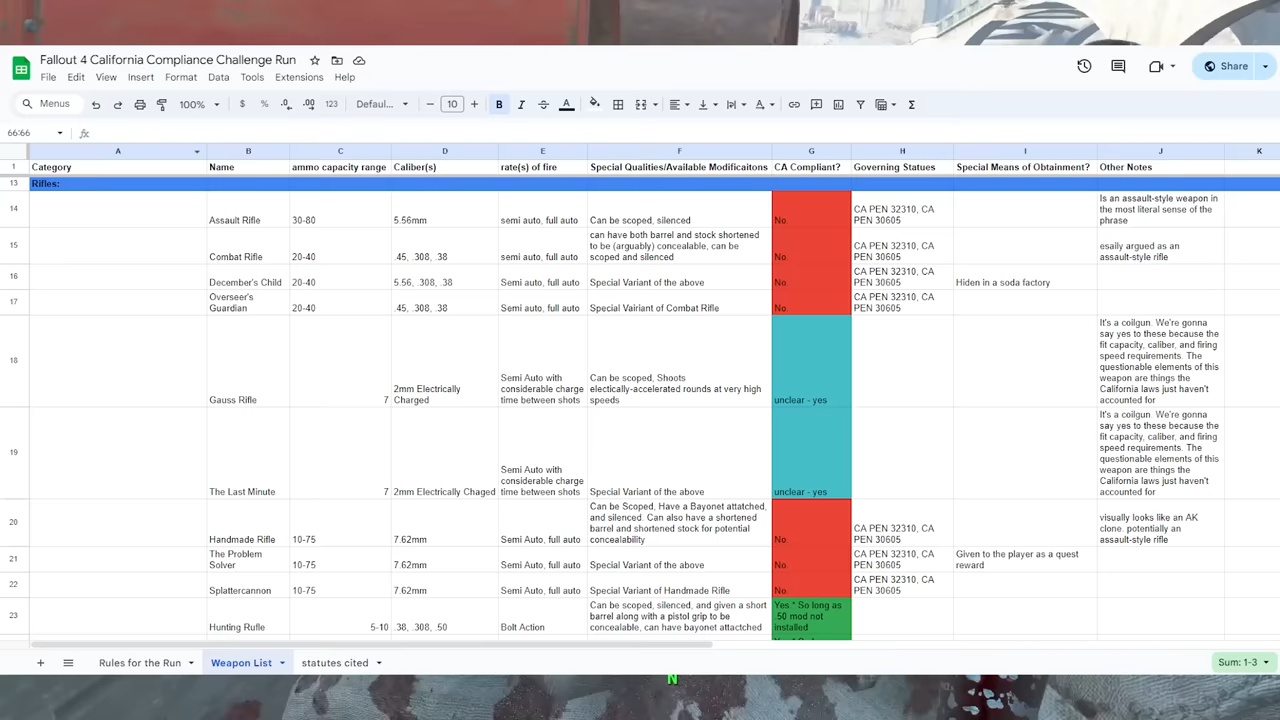 Fallout 4 California Compliance Challenge Run
File Edit View Insert Format Data Tools Extensions Help
Share
Menus 100% $ % .0 .00 123 Defaul... − 10 + B I A Σ
66:66 fx
A B C D E F G H I J K
1 Category Name ammo capacity range Caliber(s) rate(s) of fire Special Qualities/Available Modificaitons CA Compliant? Governing Statues Special Means of Obtainment? Other Notes
13 Rifles:
14 Assault Rifle 30-80 5.56mm semi auto, full auto Can be scoped, silenced No. CA PEN 32310, CA
PEN 30605
Is an assault-style weapon in
the most literal sense of the
phrase
15 Combat Rifle 20-40 .45, .308, .38 semi auto, full auto
can have both barrel and stock shortened
to be (arguably) concealable, can be
scoped and silenced
No.
CA PEN 32310, CA
PEN 30605
esaily argued as an
assault-style rifle
16 December's Child 20-40 5.56, .308, .38 Semi auto, full auto Special Variant of the above No.
CA PEN 32310, CA
PEN 30605
Hiden in a soda factory
17 Overseer's
Guardian
20-40 .45, .308, .38 Semi auto, full auto Special Vairiant of Combat Rifle No.
CA PEN 32310, CA
PEN 30605
18 Gauss Rifle 7
2mm Electrically
Charged
Semi Auto with
considerable charge
time between shots
Can be scoped, Shoots
electically-accelerated rounds at very high
speeds
unclear - yes
It's a coilgun. We're gonna
say yes to these because the
fit capacity, caliber, and firing
speed requirements. The
questionable elements of this
weapon are things the
California laws just haven't
accounted for
19 The Last Minute 7 2mm Electrically Chaged
Semi Auto with
considerable charge
time between shots
Special Variant of the above
unclear - yes
It's a coilgun. We're gonna
say yes to these because the
fit capacity, caliber, and firing
speed requirements. The
questionable elements of this
weapon are things the
California laws just haven't
accounted for
20 Handmade Rifle 10-75 7.62mm Semi Auto, full auto
Can be Scoped, Have a Bayonet attatched,
and silenced. Can also have a shortened
barrel and shortened stock for potential
concealability
No.
CA PEN 32310, CA
PEN 30605
visually looks like an AK
clone. potentially an
assault-style rifle
21 The Problem
Solver
10-75 7.62mm Semi Auto, full auto Special Variant of the above No.
CA PEN 32310, CA
PEN 30605
Given to the player as a quest
reward
22 Splattercannon 10-75 7.62mm Semi Auto, full auto Special Variant of Handmade Rifle No.
CA PEN 32310, CA
PEN 30605
23 Hunting Rufle 5-10 .38, .308, .50 Bolt Action
Can be scoped, silenced, and given a short
barrel along with a pistol grip to be
concealable, can have bayonet attactched
Yes * So long as
.50 mod not
installed
+ Rules for the Run Weapon List statutes cited Sum: 1-3
N